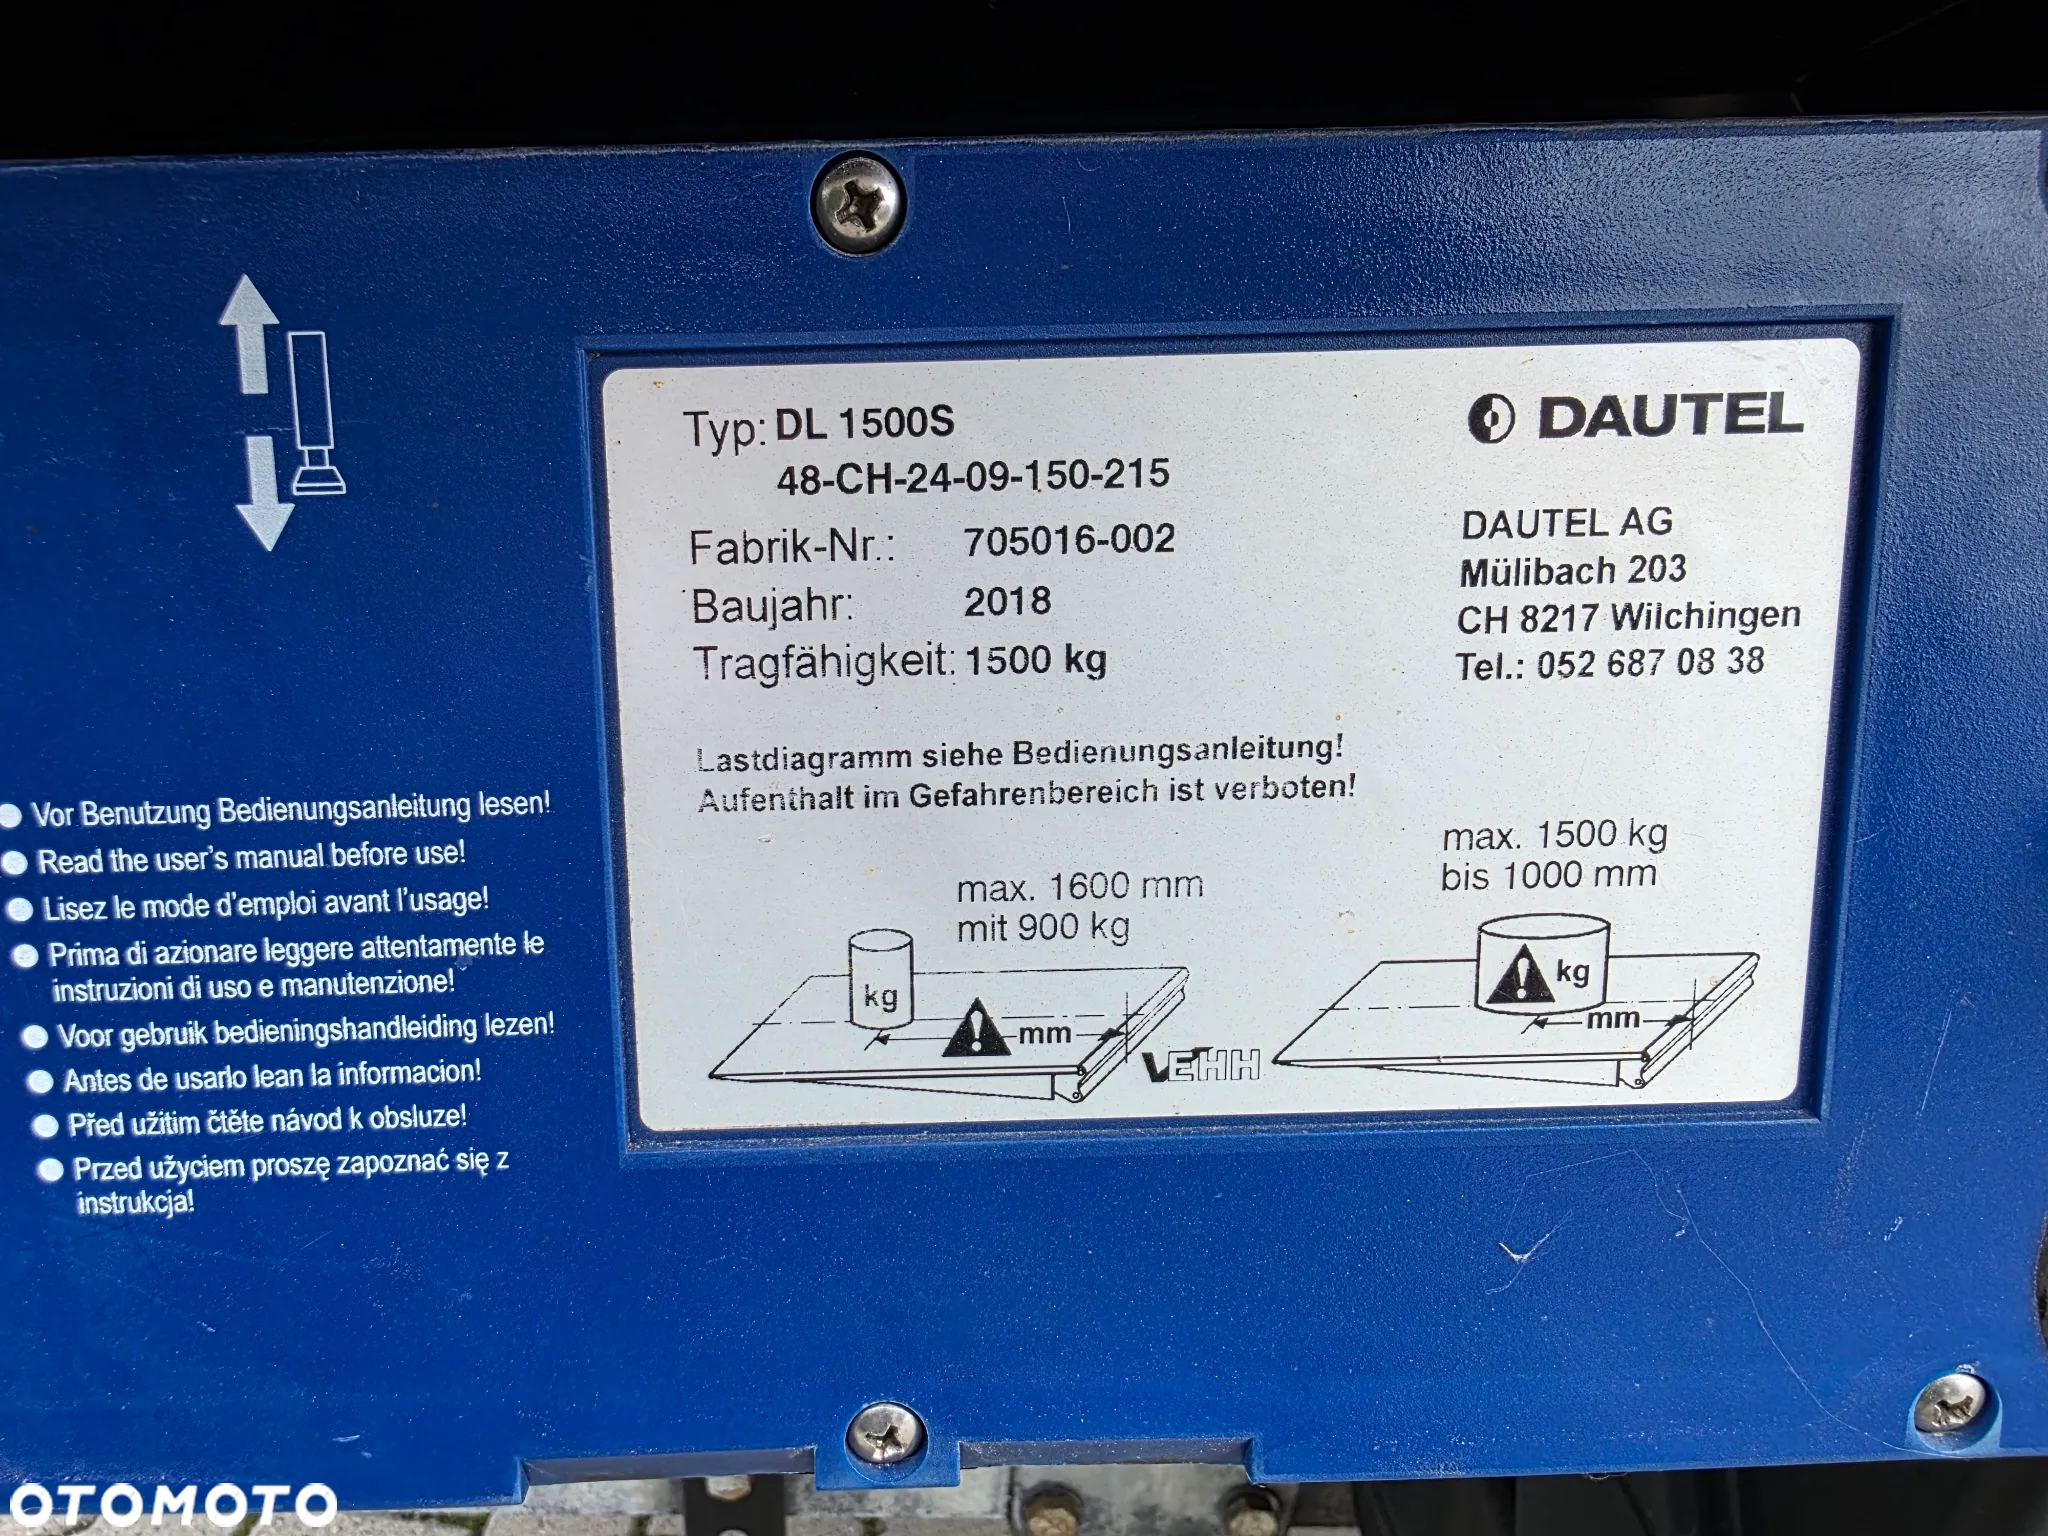 Typ: DL 1500S
48-CH-24-09-150-215
Fabrik-Nr.: 705016-002
Baujahr: 2018
Tragfähigkeit: 1500 kg
DAUTEL
DAUTEL AG
Mülibach 203
CH 8217 Wilchingen
Tel.: 052 687 08 38
Lastdiagramm siehe Bedienungsanleitung!
Aufenthalt im Gefahrenbereich ist verboten!
max. 1600 mm
mit 900 kg
kg
mm
max. 1500 kg
bis 1000 mm
kg
mm
VEHH
Vor Benutzung Bedienungsanleitung lesen!
Read the user's manual before use!
Lisez le mode d'emploi avant l'usage!
Prima di azionare leggere attentamente le
instruzioni di uso e manutenzione!
Voor gebruik bedieningshandleiding lezen!
Antes de usarlo lean la informacion!
Před užitim čtěte návod k obsluze!
Przed użyciem proszę zapoznać się z
instrukcja!
OTOMOTO